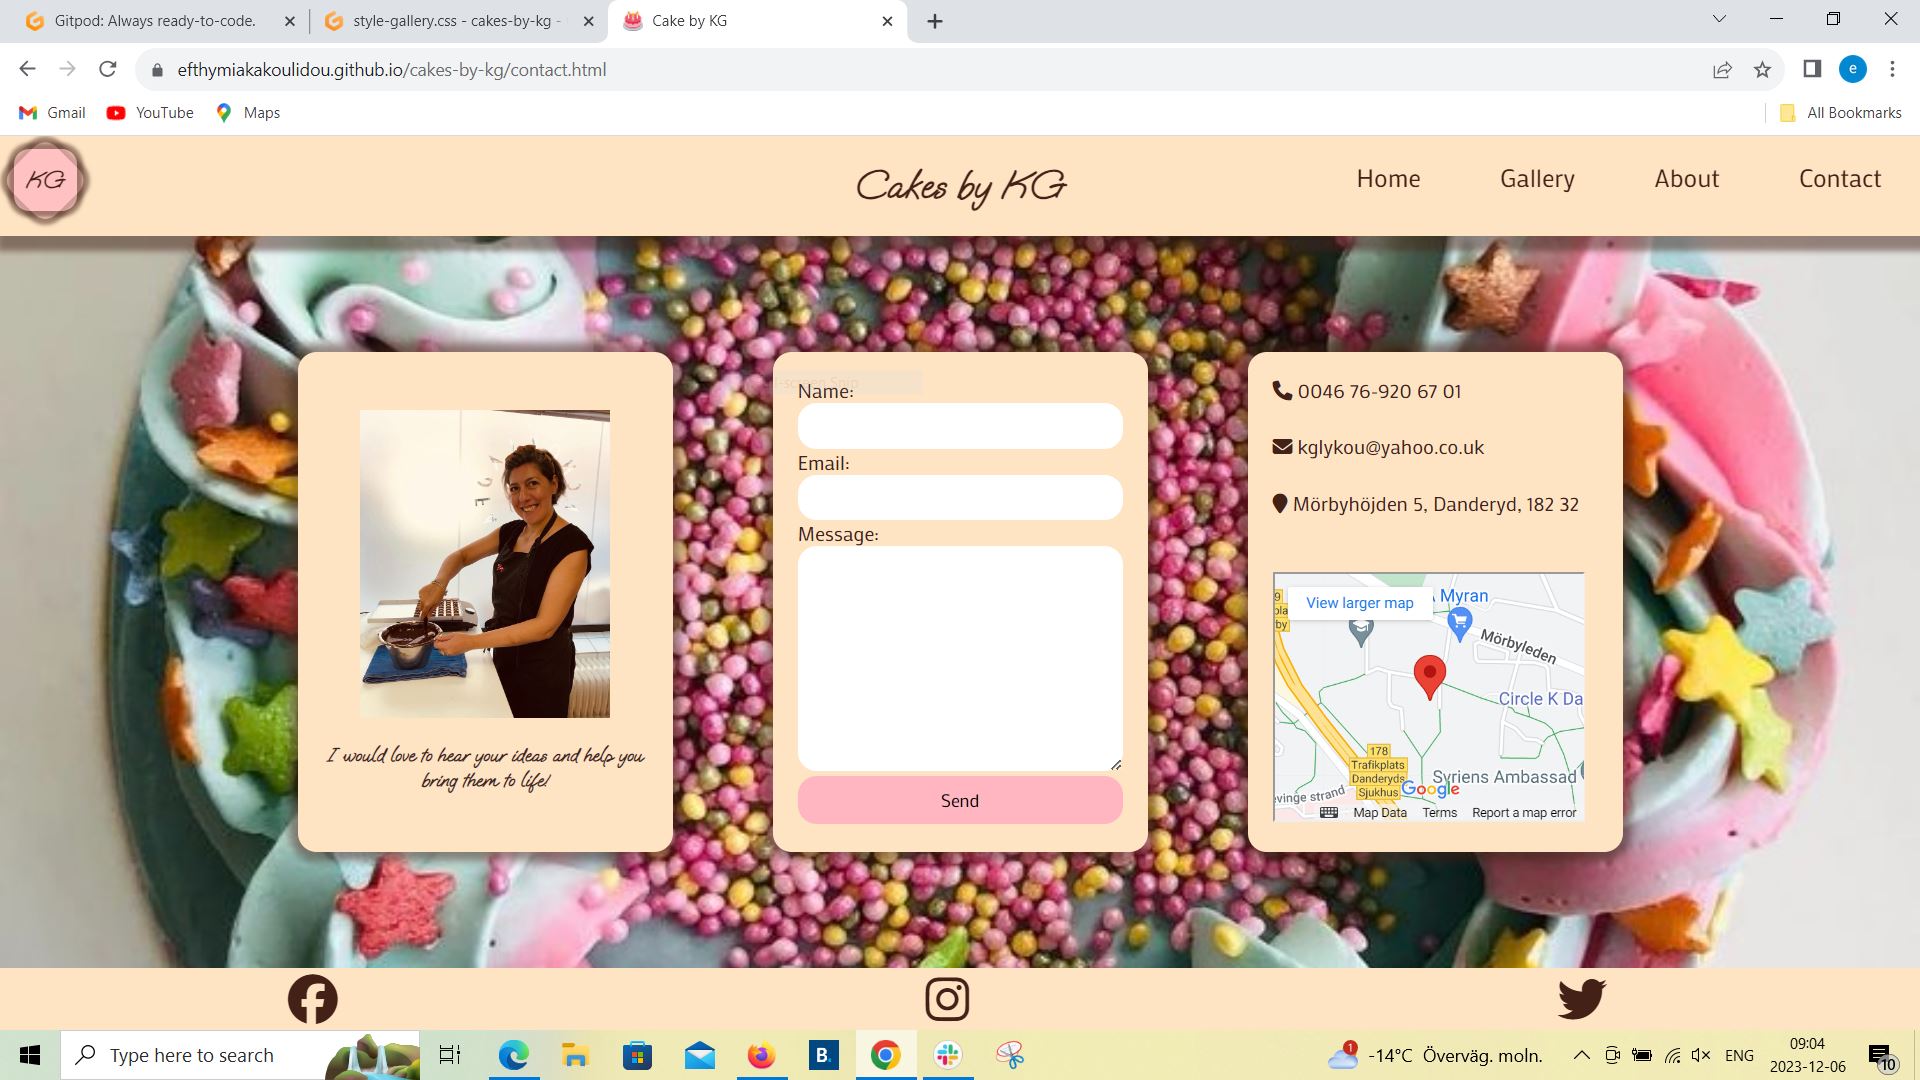 Gitpod: Always ready-to-code.
style-gallery.css - cakes-by-kg -
Cake by KG
efthymiakakoulidou.github.io/cakes-by-kg/contact.html
e
Gmail
YouTube
Maps
All Bookmarks
KG
Cakes by KG
Home
Gallery
About
Contact
I would love to hear your ideas and help you
bring them to life!
Name:
Email:
Message:
Send
0046 76-920 67 01
kglykou@yahoo.co.uk
Mörbyhöjden 5, Danderyd, 182 32
View larger map
Myran
Mörbyleden
Circle K Da
178
Trafikplats
Danderyds
Sjukhus
Syriens Ambassad
Google
evinge strand
Map Data
Terms
Report a map error
Type here to search
B.
1
-14°C Överväg. moln.
ENG
09:04
2023-12-06
10